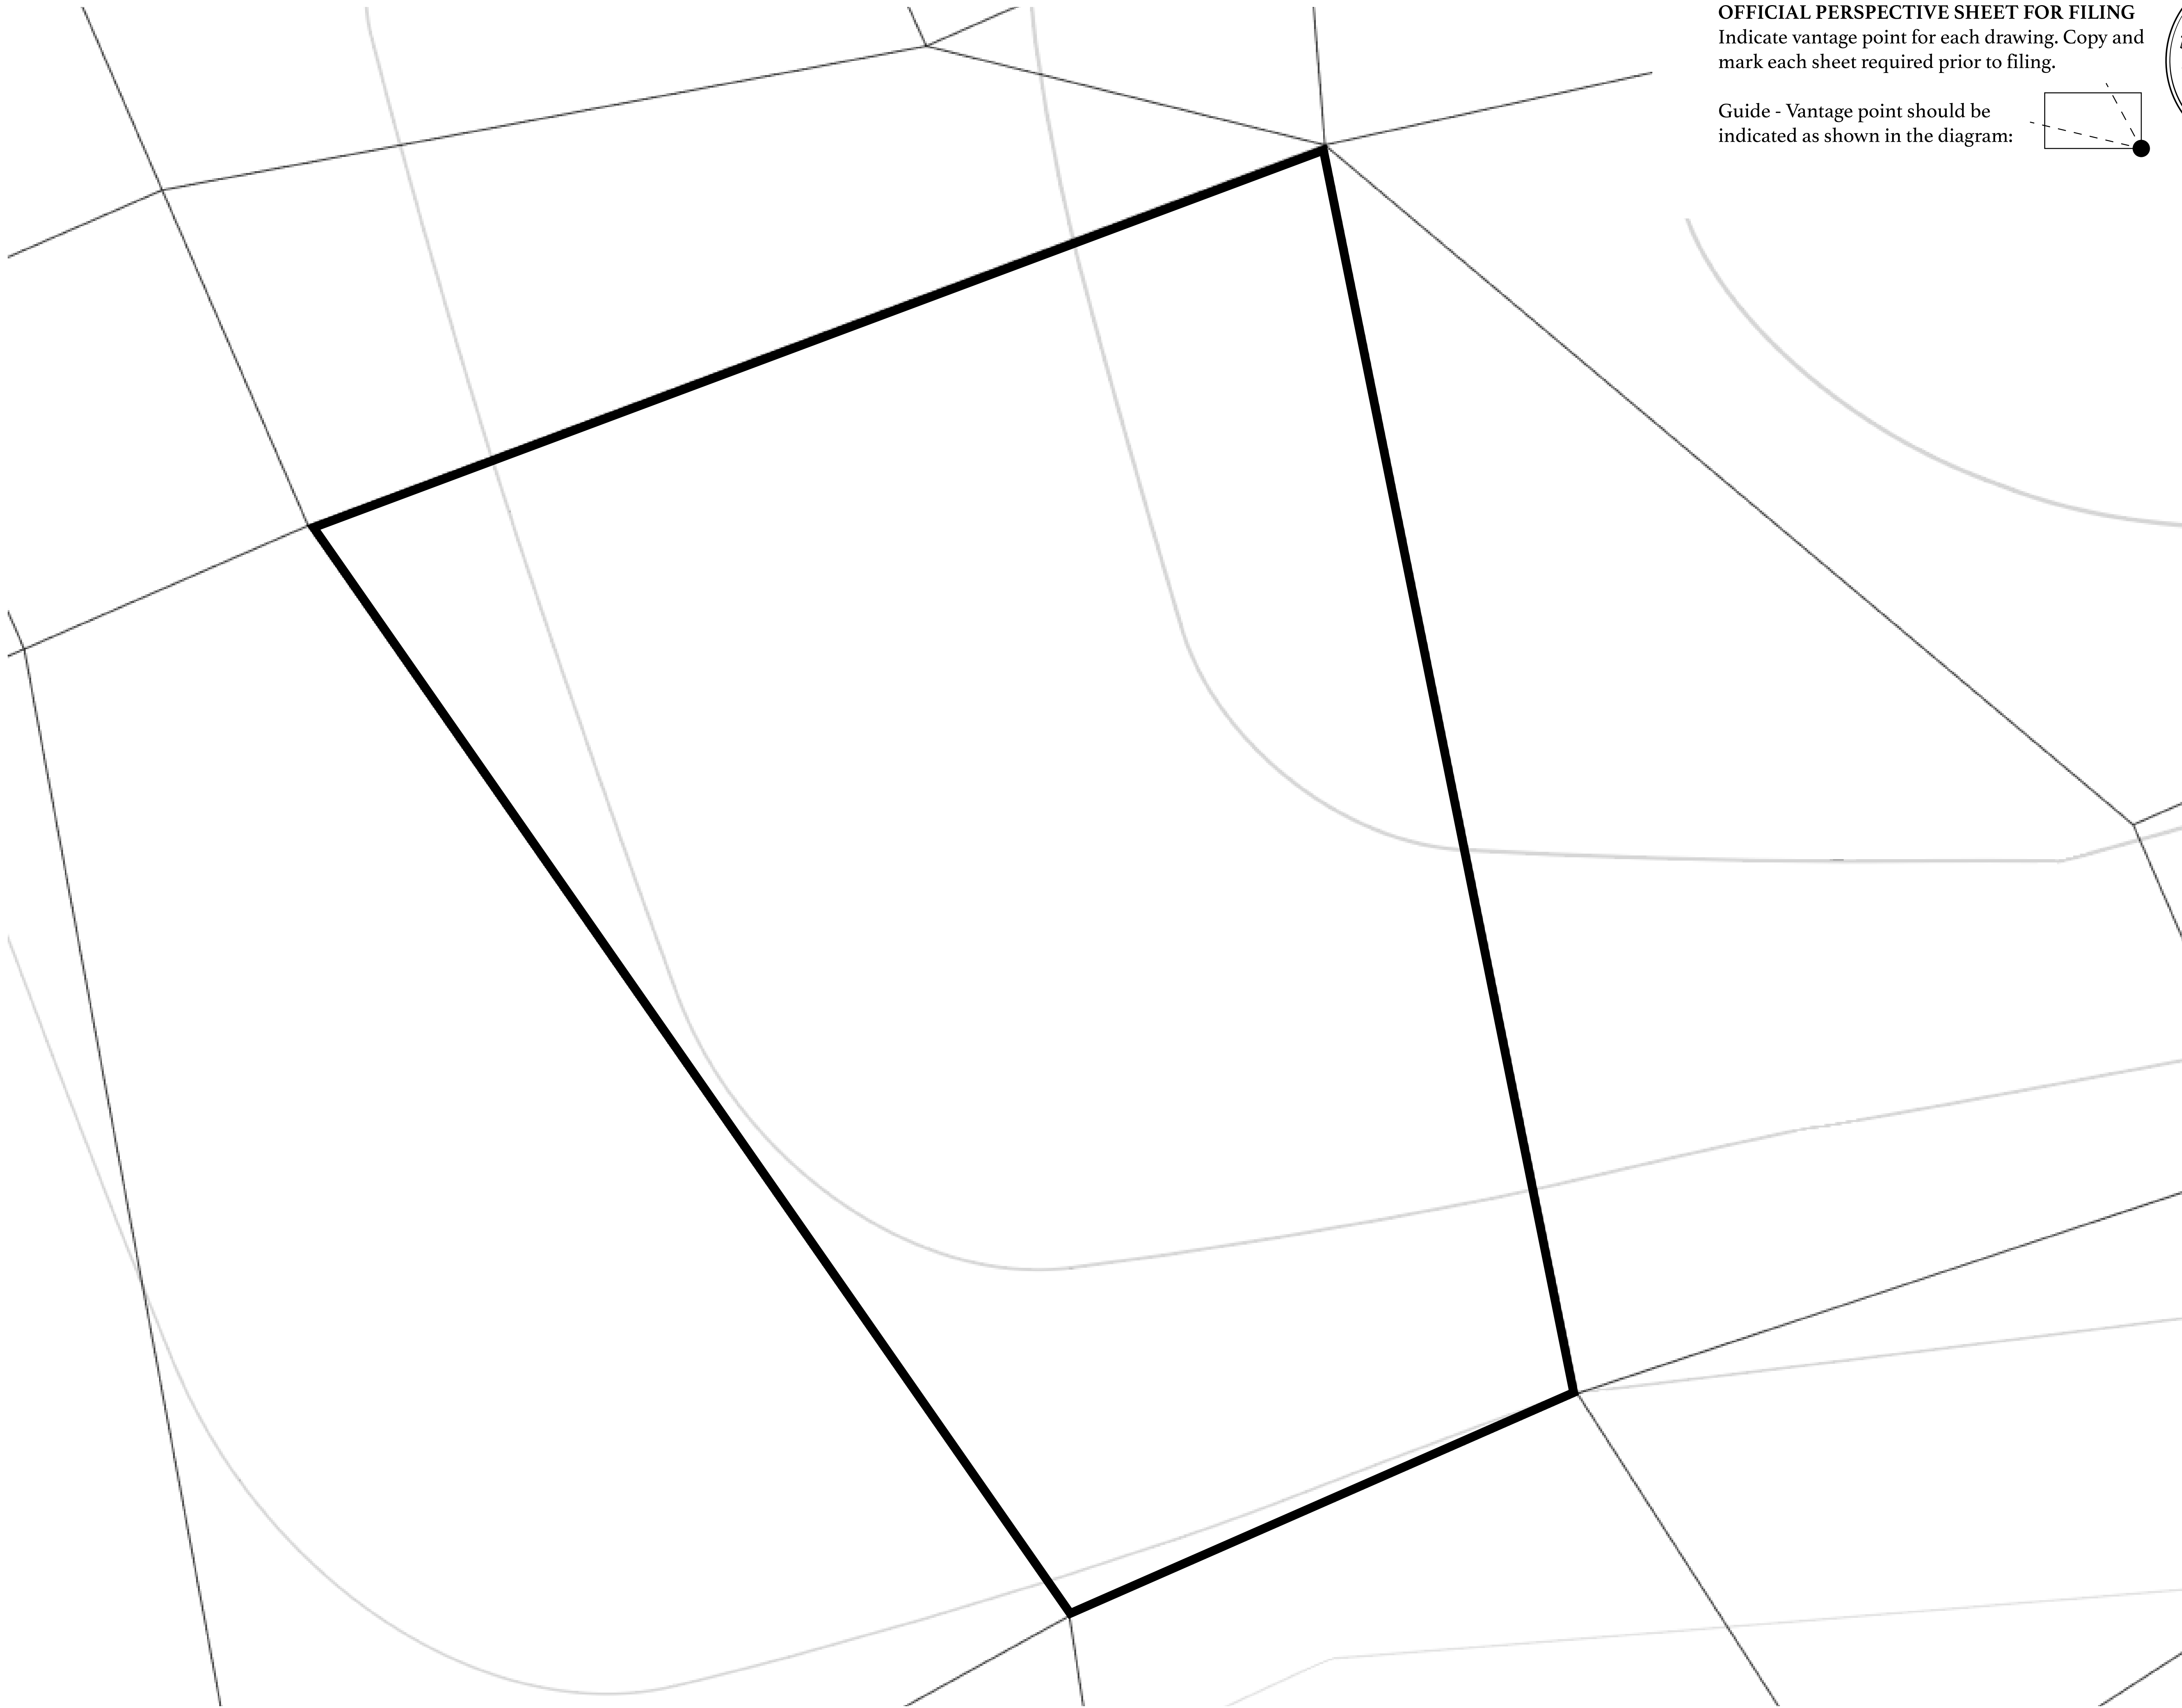 OFFICIAL PERSPECTIVE SHEET FOR FILING
Indicate vantage point for each drawing. Copy and
mark each sheet required prior to filing.
Guide - Vantage point should be
indicated as shown in the diagram: